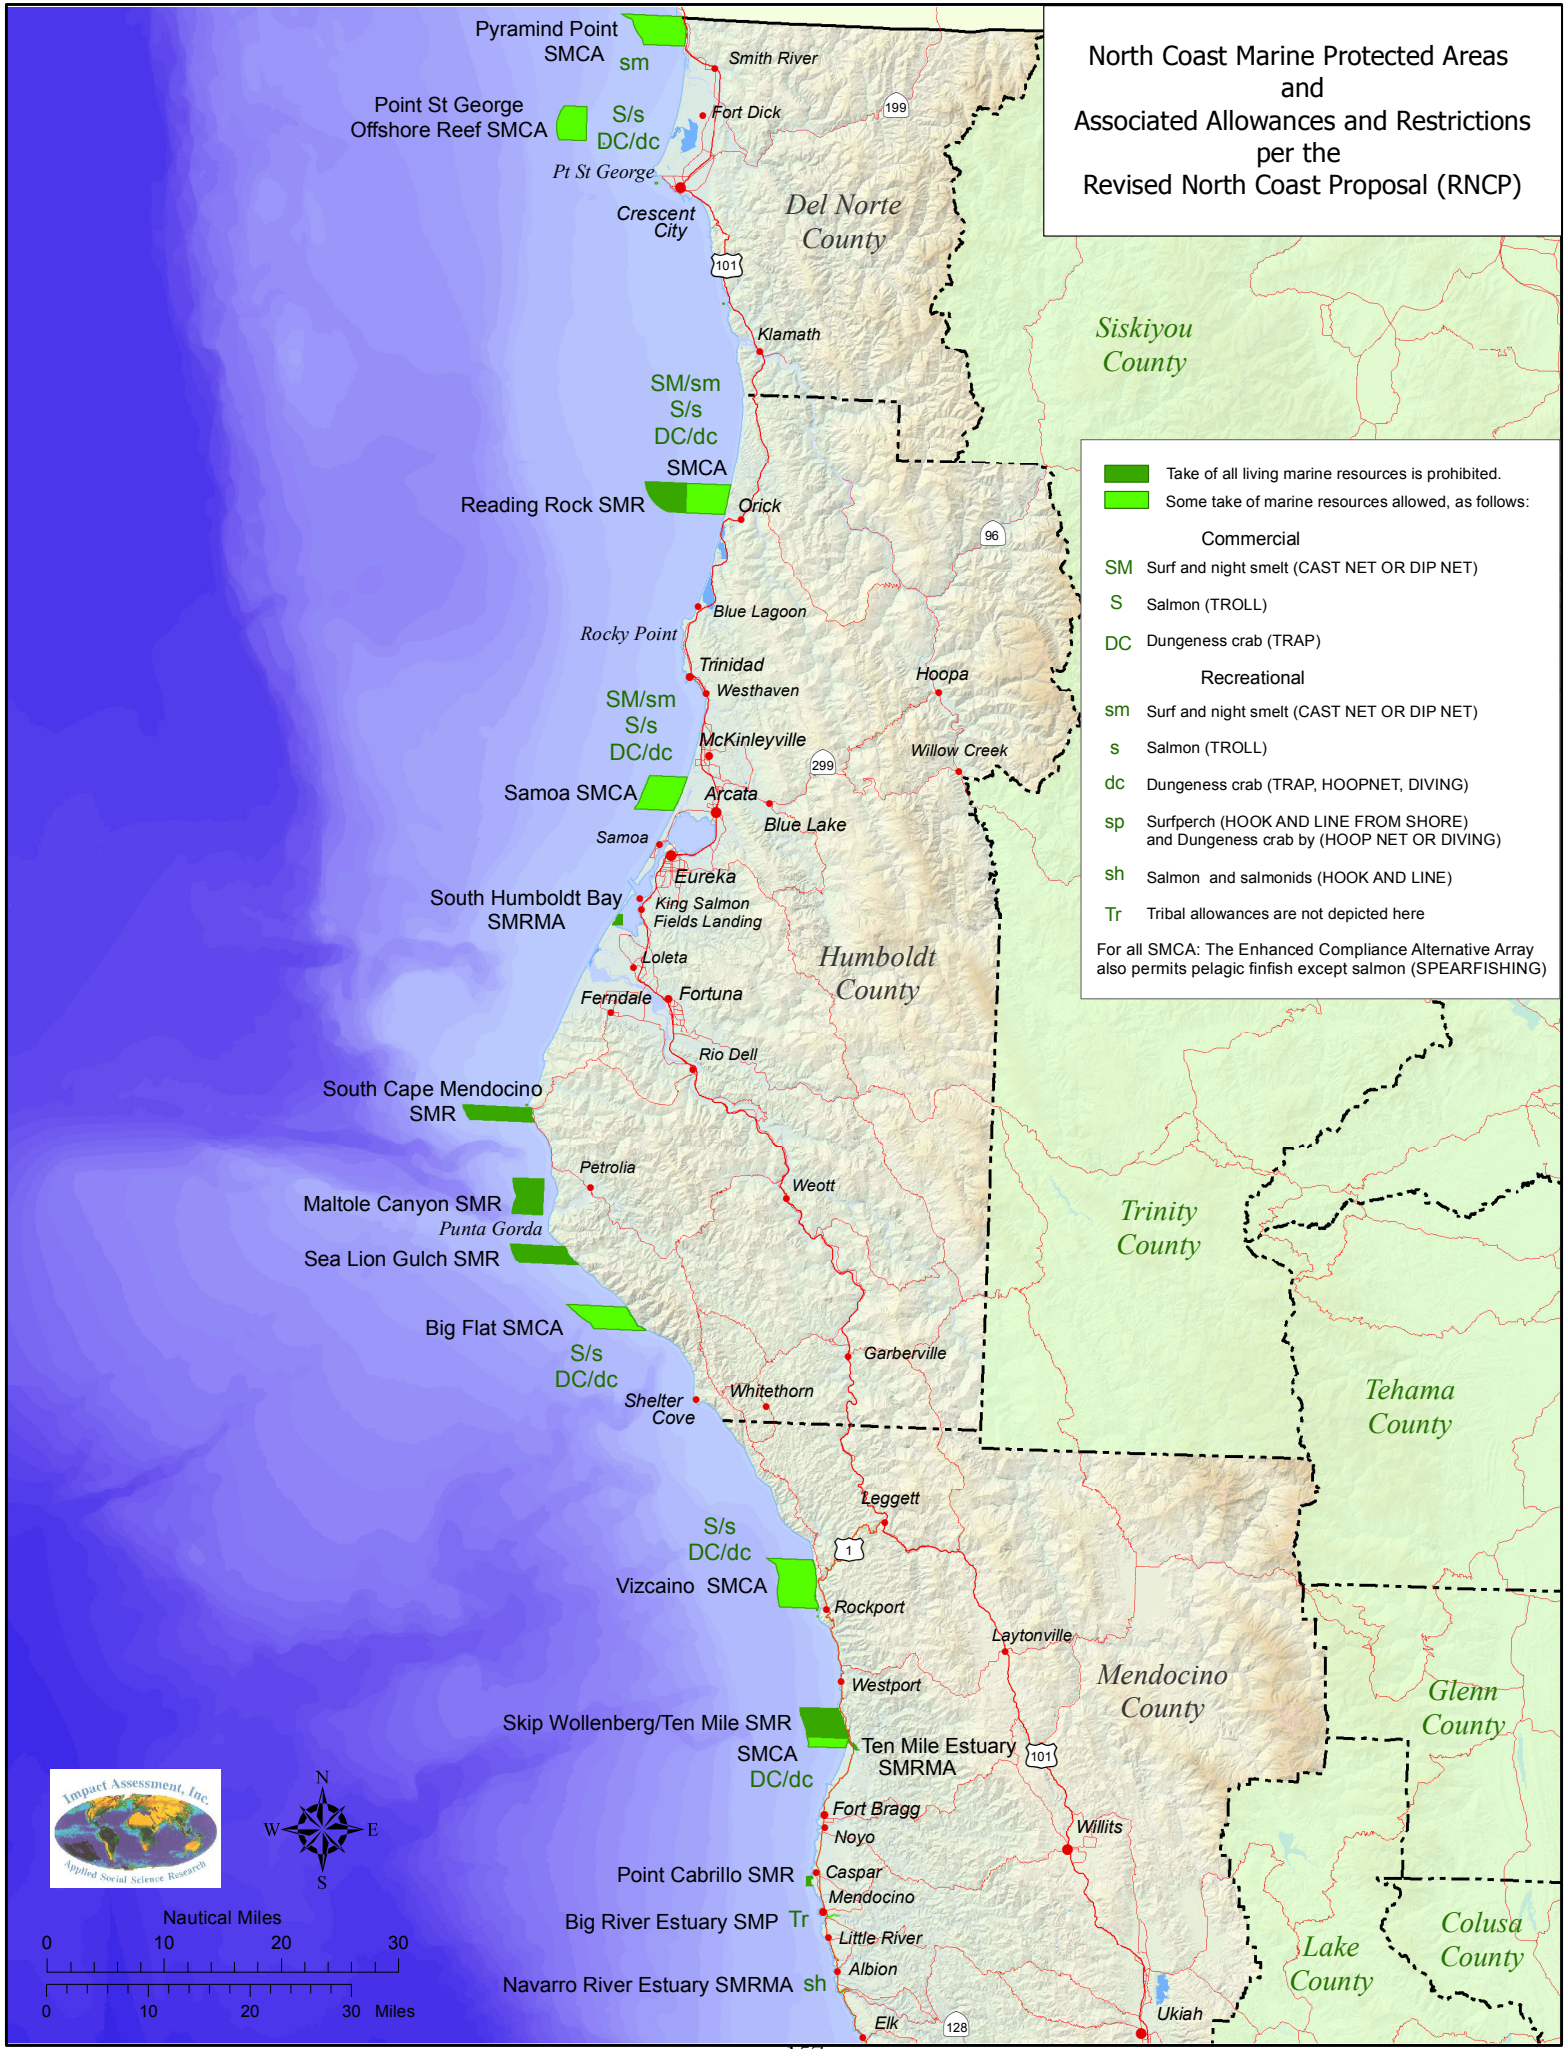 North Coast Marine Protected Areas
and
Associated Allowances and Restrictions
per the
Revised North Coast Proposal (RNCP)
Pyramind Point
SMCA
sm
Smith River
Point St George
Offshore Reef SMCA
S/s
DC/dc
Fort Dick
199
Pt St George
Crescent
City
Del Norte
County
101
Klamath
Siskiyou
County
SM/sm
S/s
DC/dc
SMCA
Reading Rock SMR
Orick
96
Blue Lagoon
Rocky Point
Trinidad
Westhaven
Hoopa
SM/sm
S/s
DC/dc
McKinleyville
Willow Creek
299
Samoa SMCA
Arcata
Blue Lake
Samoa
Eureka
South Humboldt Bay
SMRMA
King Salmon
Fields Landing
Loleta
Humboldt
County
Ferndale
Fortuna
Rio Dell
Take of all living marine resources is prohibited.
Some take of marine resources allowed, as follows:
Commercial
SM Surf and night smelt (CAST NET OR DIP NET)
S Salmon (TROLL)
DC Dungeness crab (TRAP)
Recreational
sm Surf and night smelt (CAST NET OR DIP NET)
s Salmon (TROLL)
dc Dungeness crab (TRAP, HOOPNET, DIVING)
sp Surfperch (HOOK AND LINE FROM SHORE)
and Dungeness crab by (HOOP NET OR DIVING)
sh Salmon and salmonids (HOOK AND LINE)
Tr Tribal allowances are not depicted here
For all SMCA: The Enhanced Compliance Alternative Array
also permits pelagic finfish except salmon (SPEARFISHING)
South Cape Mendocino
SMR
Petrolia
Weott
Maltole Canyon SMR
Punta Gorda
Sea Lion Gulch SMR
Trinity
County
Big Flat SMCA
S/s
DC/dc
Garberville
Shelter
Cove
Whitethorn
Tehama
County
Leggett
S/s
DC/dc
1
Vizcaino SMCA
Rockport
Laytonville
Westport
Mendocino
County
Glenn
County
Skip Wollenberg/Ten Mile SMR
SMCA
DC/dc
Ten Mile Estuary
SMRMA
101
Fort Bragg
Noyo
Willits
Point Cabrillo SMR
Caspar
Mendocino
Big River Estuary SMP Tr
Little River
Lake
County
Colusa
County
Albion
Navarro River Estuary SMRMA sh
Elk
128
Ukiah
Impact Assessment, Inc.
Applied Social Science Research
N
W
E
S
Nautical Miles
0 10 20 30
0 10 20 30 Miles